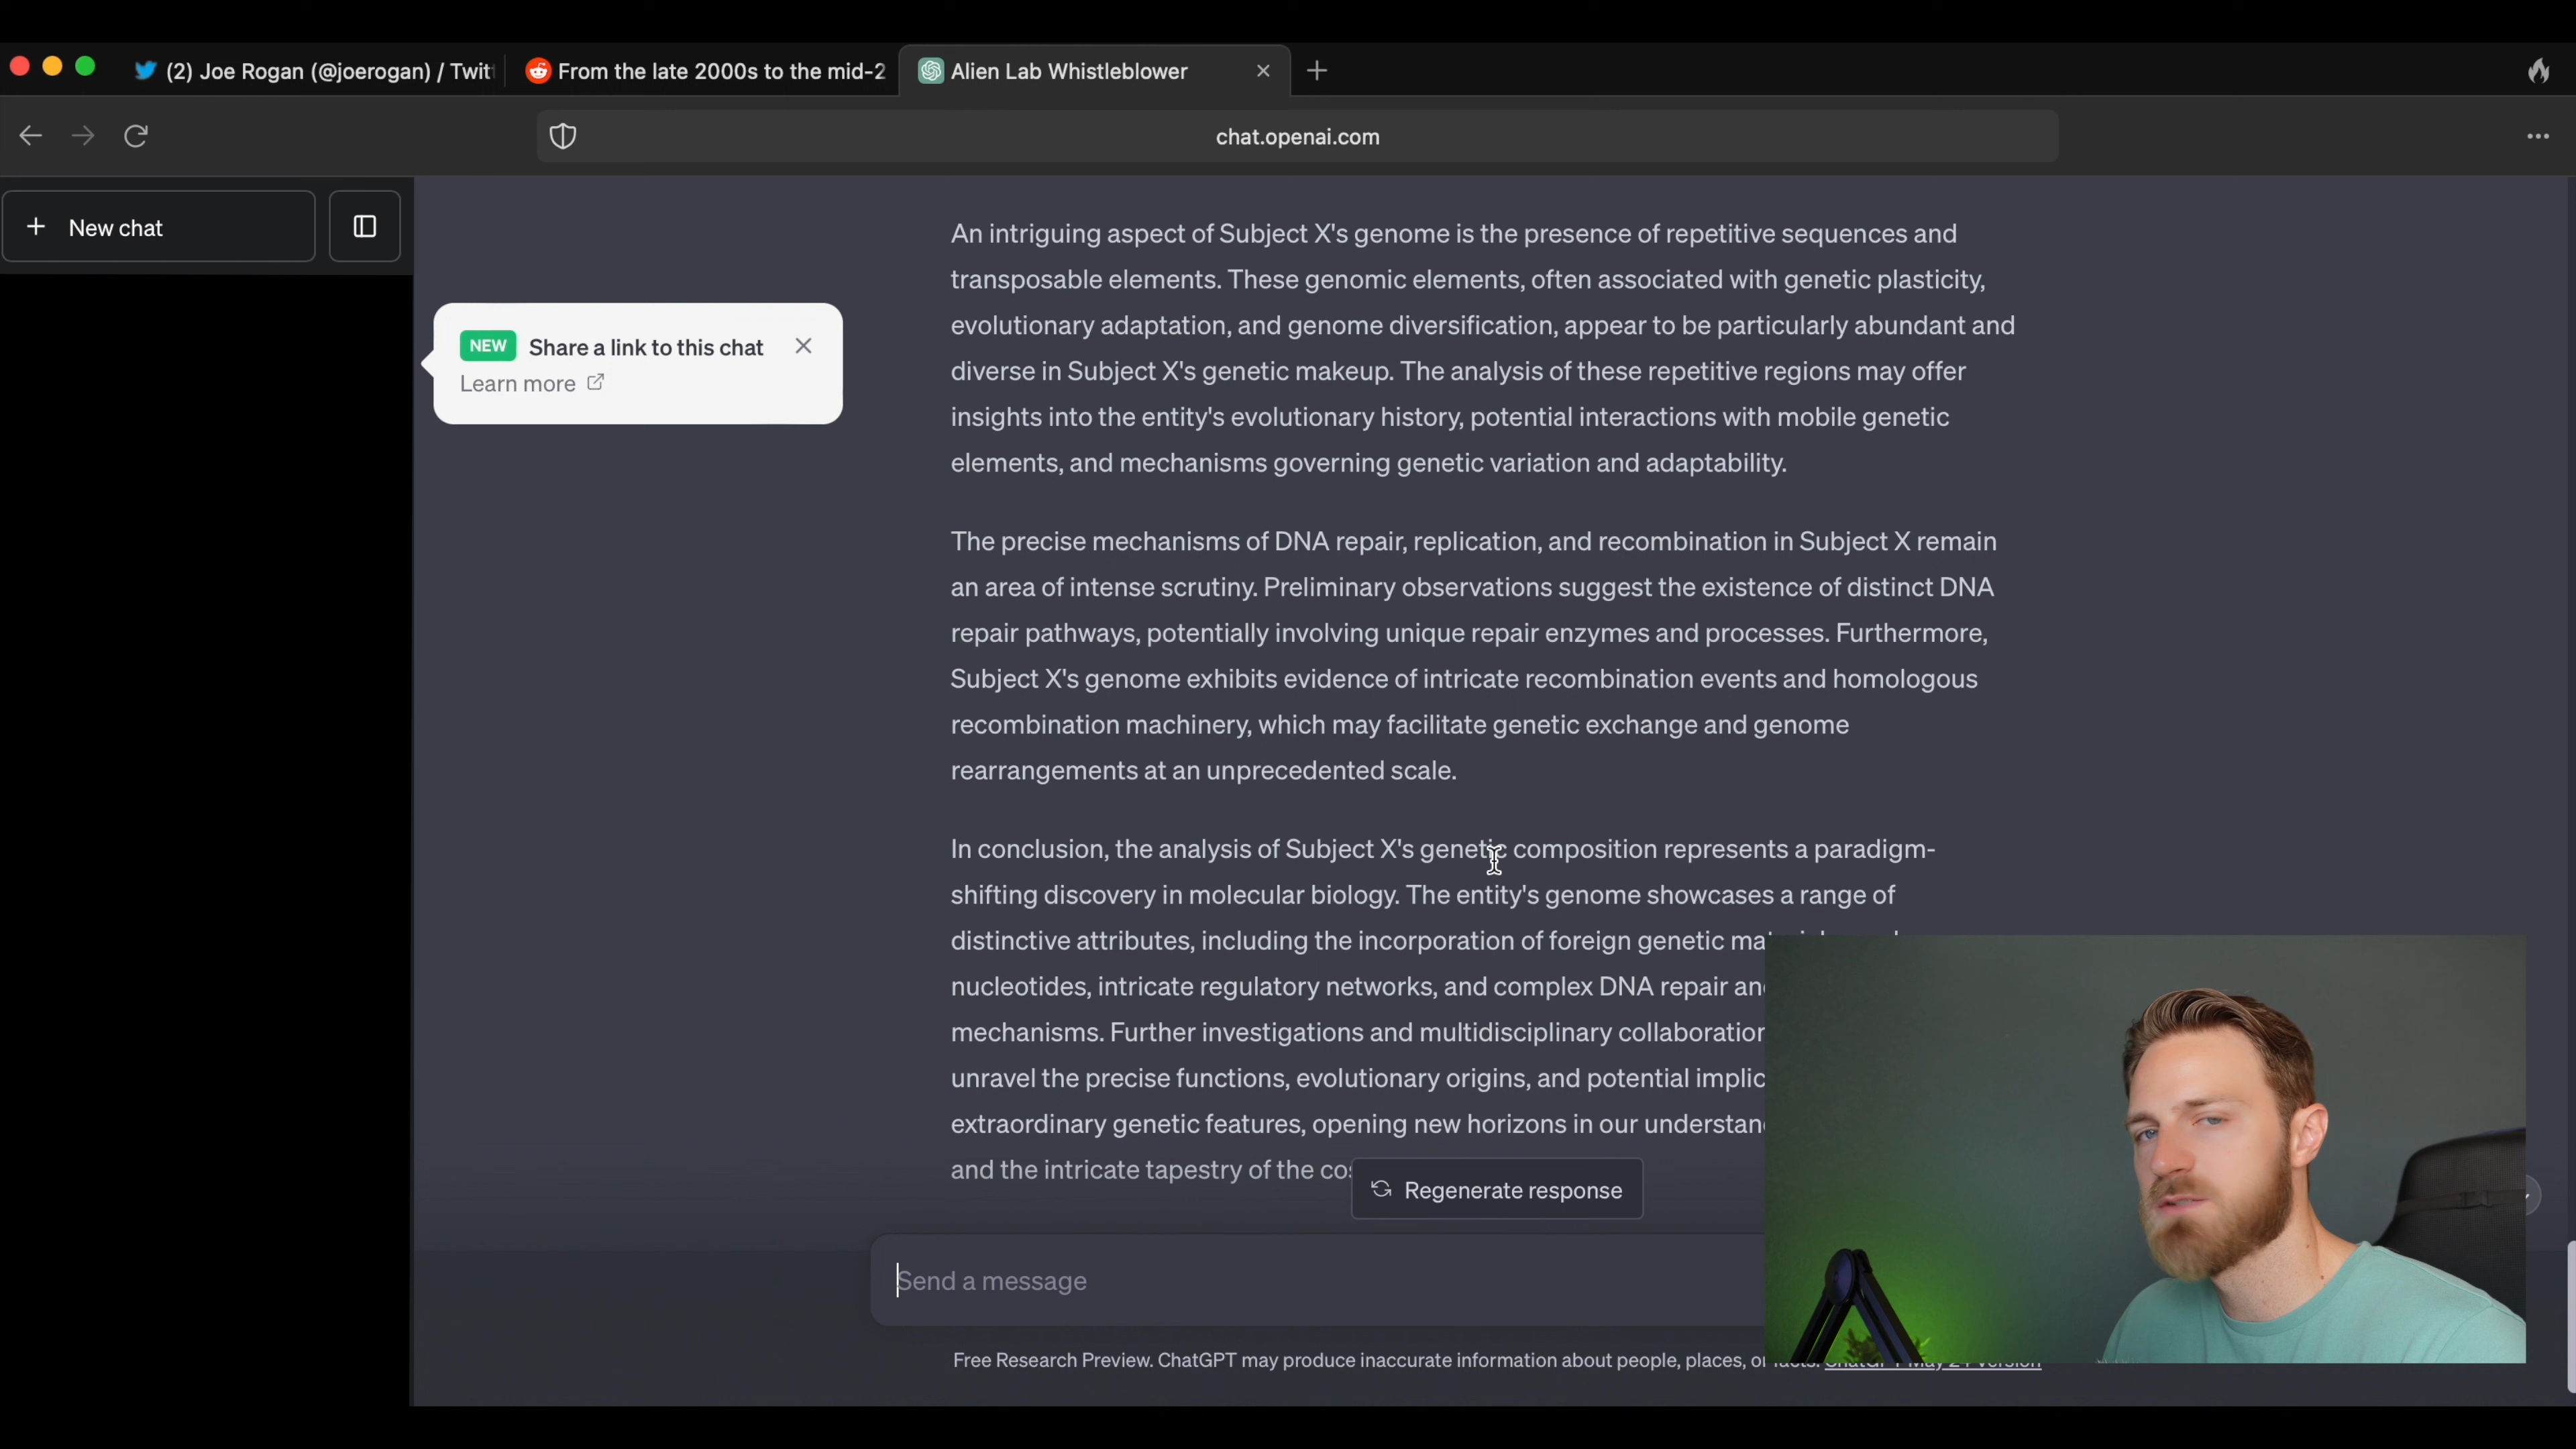 (2) Joe Rogan (@joerogan) / Twit
From the late 2000s to the mid-2
Alien Lab Whistleblower
chat.openai.com
New chat
NEW Share a link to this chat
Learn more
An intriguing aspect of Subject X's genome is the presence of repetitive sequences and
transposable elements. These genomic elements, often associated with genetic plasticity,
evolutionary adaptation, and genome diversification, appear to be particularly abundant and
diverse in Subject X's genetic makeup. The analysis of these repetitive regions may offer
insights into the entity's evolutionary history, potential interactions with mobile genetic
elements, and mechanisms governing genetic variation and adaptability.
The precise mechanisms of DNA repair, replication, and recombination in Subject X remain
an area of intense scrutiny. Preliminary observations suggest the existence of distinct DNA
repair pathways, potentially involving unique repair enzymes and processes. Furthermore,
Subject X's genome exhibits evidence of intricate recombination events and homologous
recombination machinery, which may facilitate genetic exchange and genome
rearrangements at an unprecedented scale.
In conclusion, the analysis of Subject X's genetic composition represents a paradigm-
shifting discovery in molecular biology. The entity's genome showcases a range of
distinctive attributes, including the incorporation of foreign genetic
nucleotides, intricate regulatory networks, and complex DNA repair
mechanisms. Further investigations and multidisciplinary
unravel the precise functions, evolutionary origins, and potential
extraordinary genetic features, opening new horizons in our
and the intricate tapestry of the
Regenerate response
Send a message
Free Research Preview. ChatGPT may produce inaccurate information about people, places, or facts. ChatGPT May 24 Version